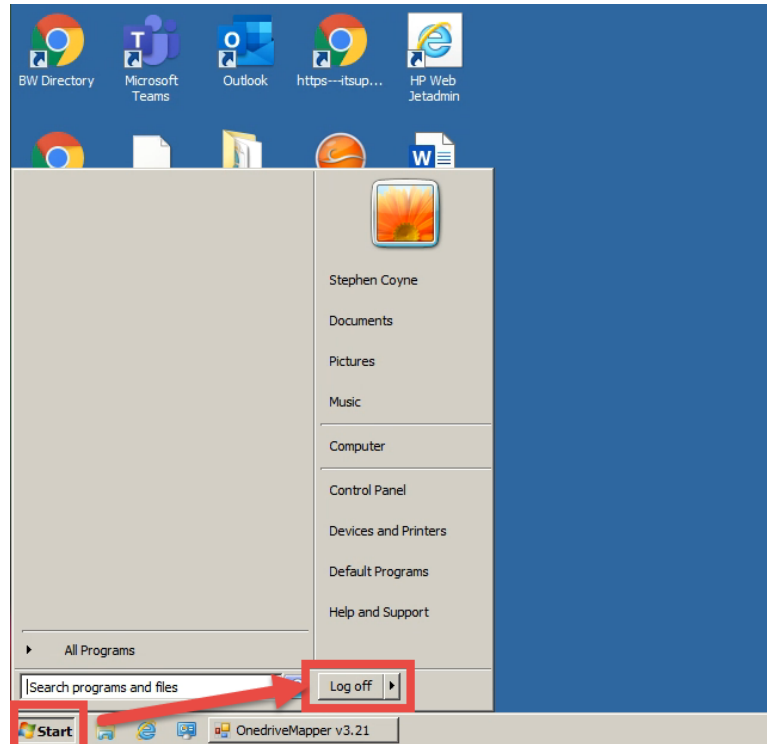 BW Directory
Microsoft
Teams
Outlook
https---itsup...
HP Web
Jetadmin
Stephen Coyne
Documents
Pictures
Music
Computer
Control Panel
Devices and Printers
Default Programs
Help and Support
All Programs
Search programs and files
Log off
Start
OnedriveMapper v3.21